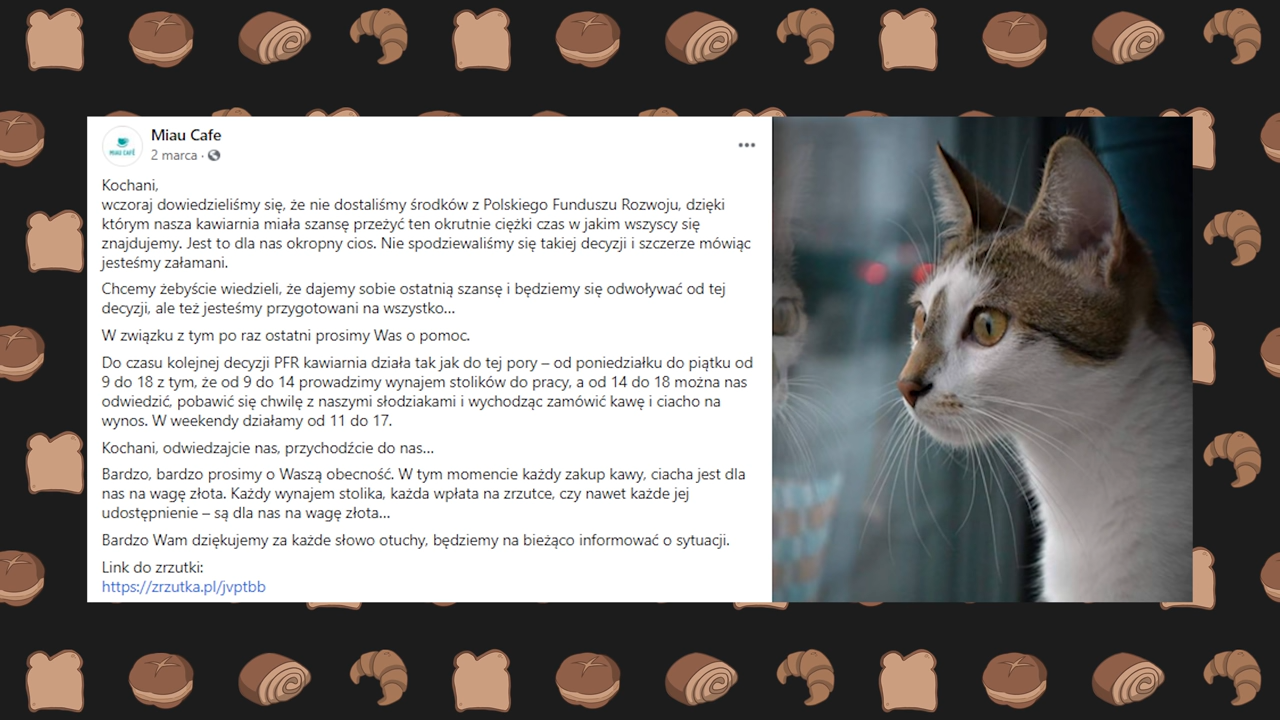 Miau Cafe
2 marca ·
MIAU CAFÉ
Kochani,
wczoraj dowiedzieliśmy się, że nie dostaliśmy środków z Polskiego Funduszu Rozwoju, dzięki
którym nasza kawiarnia miała szansę przeżyć ten okrutnie ciężki czas w jakim wszyscy się
znajdujemy. Jest to dla nas okropny cios. Nie spodziewaliśmy się takiej decyzji i szczerze mówiąc
jesteśmy załamani.
Chcemy żebyście wiedzieli, że dajemy sobie ostatnią szansę i będziemy się odwoływać od tej
decyzji, ale też jesteśmy przygotowani na wszystko...
W związku z tym po raz ostatni prosimy Was o pomoc.
Do czasu kolejnej decyzji PFR kawiarnia działa tak jak do tej pory – od poniedziałku do piątku od
9 do 18 z tym, że od 9 do 14 prowadzimy wynajem stolików do pracy, a od 14 do 18 można nas
odwiedzić, pobawić się chwilę z naszymi słodziakami i wychodząc zamówić kawę i ciacho na
wynos. W weekendy działamy od 11 do 17.
Kochani, odwiedzajcie nas, przychodźcie do nas...
Bardzo, bardzo prosimy o Waszą obecność. W tym momencie każdy zakup kawy, ciacha jest dla
nas na wagę złota. Każdy wynajem stolika, każda wpłata na zrzutce, czy nawet każde jej
udostępnienie – są dla nas na wagę złota...
Bardzo Wam dziękujemy za każde słowo otuchy, będziemy na bieżąco informować o sytuacji.
Link do zrzutki:
https://zrzutka.pl/jvptbb